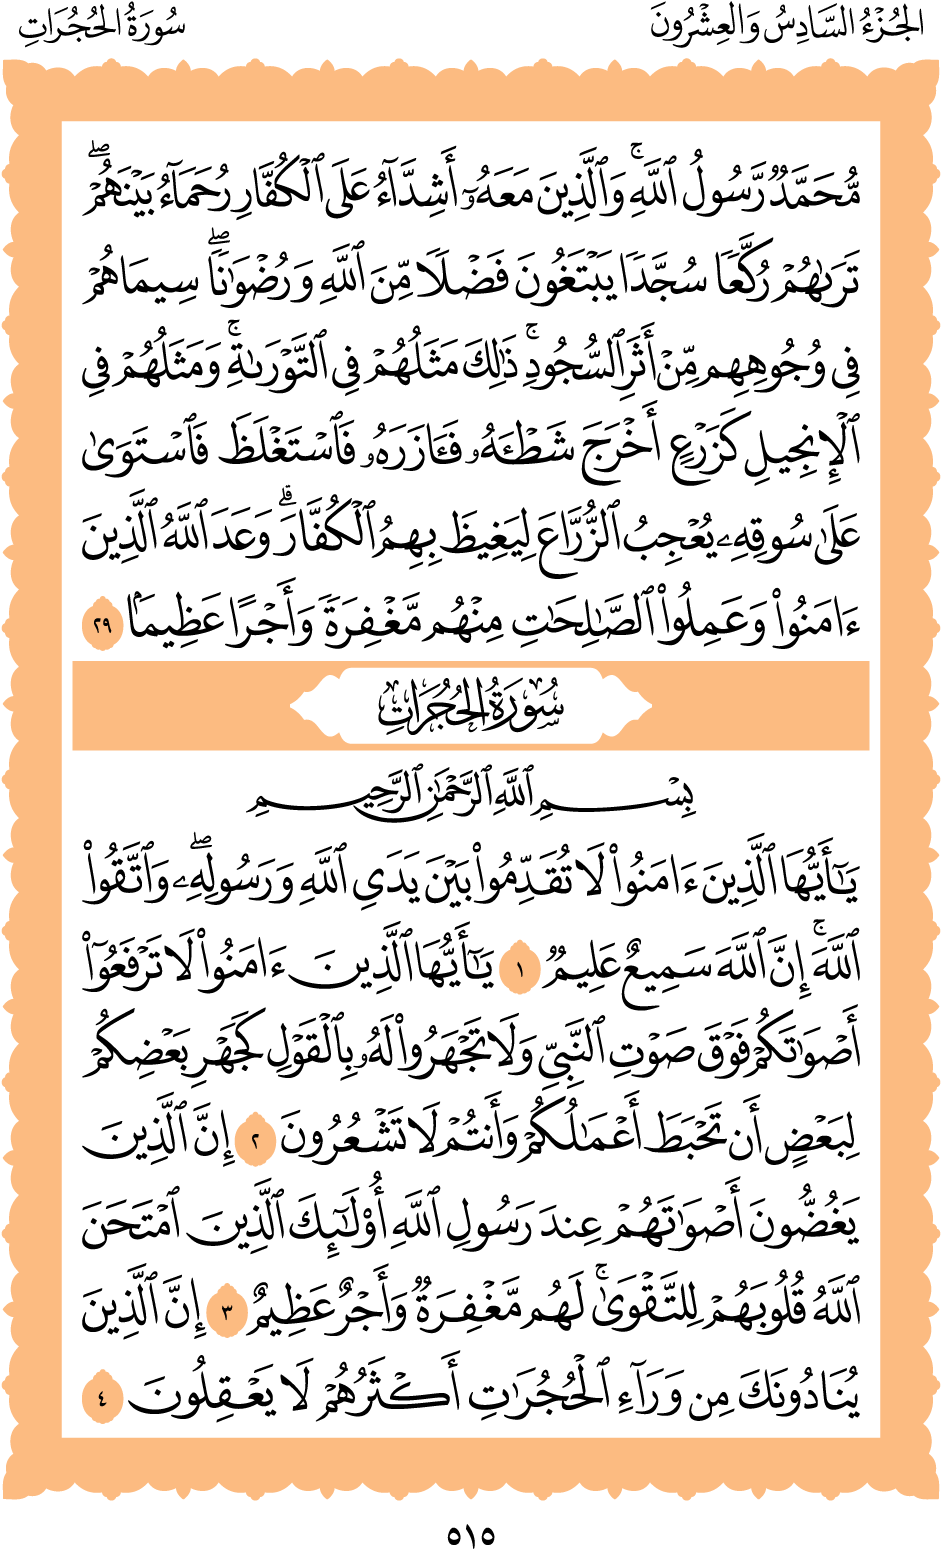 الجُزْءُ السَّادِسُ وَالعِشْرُونَ
سُورَةُ الحُجُرَاتِ
مُّحَمَّدٌ رَّسُولُ ٱللَّهِۚ وَٱلَّذِينَ مَعَهُۥٓ أَشِدَّآءُ عَلَى ٱلۡكُفَّارِ رُحَمَآءُ بَيۡنَهُمۡۖ
تَرَىٰهُمۡ رُكَّعٗا سُجَّدٗا يَبۡتَغُونَ فَضۡلٗا مِّنَ ٱللَّهِ وَرِضۡوَٰنٗاۖ سِيمَاهُمۡ
فِي وُجُوهِهِم مِّنۡ أَثَرِ ٱلسُّجُودِۚ ذَٰلِكَ مَثَلُهُمۡ فِي ٱلتَّوۡرَىٰةِۚ وَمَثَلُهُمۡ فِي
ٱلۡإِنجِيلِ كَزَرۡعٍ أَخۡرَجَ شَطۡـَٔهُۥ فَـَٔازَرَهُۥ فَٱسۡتَغۡلَظَ فَٱسۡتَوَىٰ
عَلَىٰ سُوقِهِۦ يُعۡجِبُ ٱلزُّرَّاعَ لِيَغِيظَ بِهِمُ ٱلۡكُفَّارَۗ وَعَدَ ٱللَّهُ ٱلَّذِينَ
ءَامَنُواْ وَعَمِلُواْ ٱلصَّٰلِحَٰتِ مِنۡهُم مَّغۡفِرَةٗ وَأَجۡرًا عَظِيمَۢا ٢٩
سُورَةُ الحُجُرَاتِ
بِسۡمِ ٱللَّهِ ٱلرَّحۡمَٰنِ ٱلرَّحِيمِ
يَـٰٓأَيُّهَا ٱلَّذِينَ ءَامَنُواْ لَا تُقَدِّمُواْ بَيۡنَ يَدَيِ ٱللَّهِ وَرَسُولِهِۦۖ وَٱتَّقُواْ
ٱللَّهَۚ إِنَّ ٱللَّهَ سَمِيعٌ عَلِيمٞ ١ يَـٰٓأَيُّهَا ٱلَّذِينَ ءَامَنُواْ لَا تَرۡفَعُوٓاْ
أَصۡوَٰتَكُمۡ فَوۡقَ صَوۡتِ ٱلنَّبِيِّ وَلَا تَجۡهَرُواْ لَهُۥ بِٱلۡقَوۡلِ كَجَهۡرِ بَعۡضِكُمۡ
لِبَعۡضٍ أَن تَحۡبَطَ أَعۡمَٰلُكُمۡ وَأَنتُمۡ لَا تَشۡعُرُونَ ٢ إِنَّ ٱلَّذِينَ
يَغُضُّونَ أَصۡوَٰتَهُمۡ عِندَ رَسُولِ ٱللَّهِ أُوْلَـٰٓئِكَ ٱلَّذِينَ ٱمۡتَحَنَ
ٱللَّهُ قُلُوبَهُمۡ لِلتَّقۡوَىٰۚ لَهُم مَّغۡفِرَةٞ وَأَجۡرٌ عَظِيمٌ ٣ إِنَّ ٱلَّذِينَ
يُنَادُونَكَ مِن وَرَآءِ ٱلۡحُجُرَٰتِ أَكۡثَرُهُمۡ لَا يَعۡقِلُونَ ٤
٥١٥